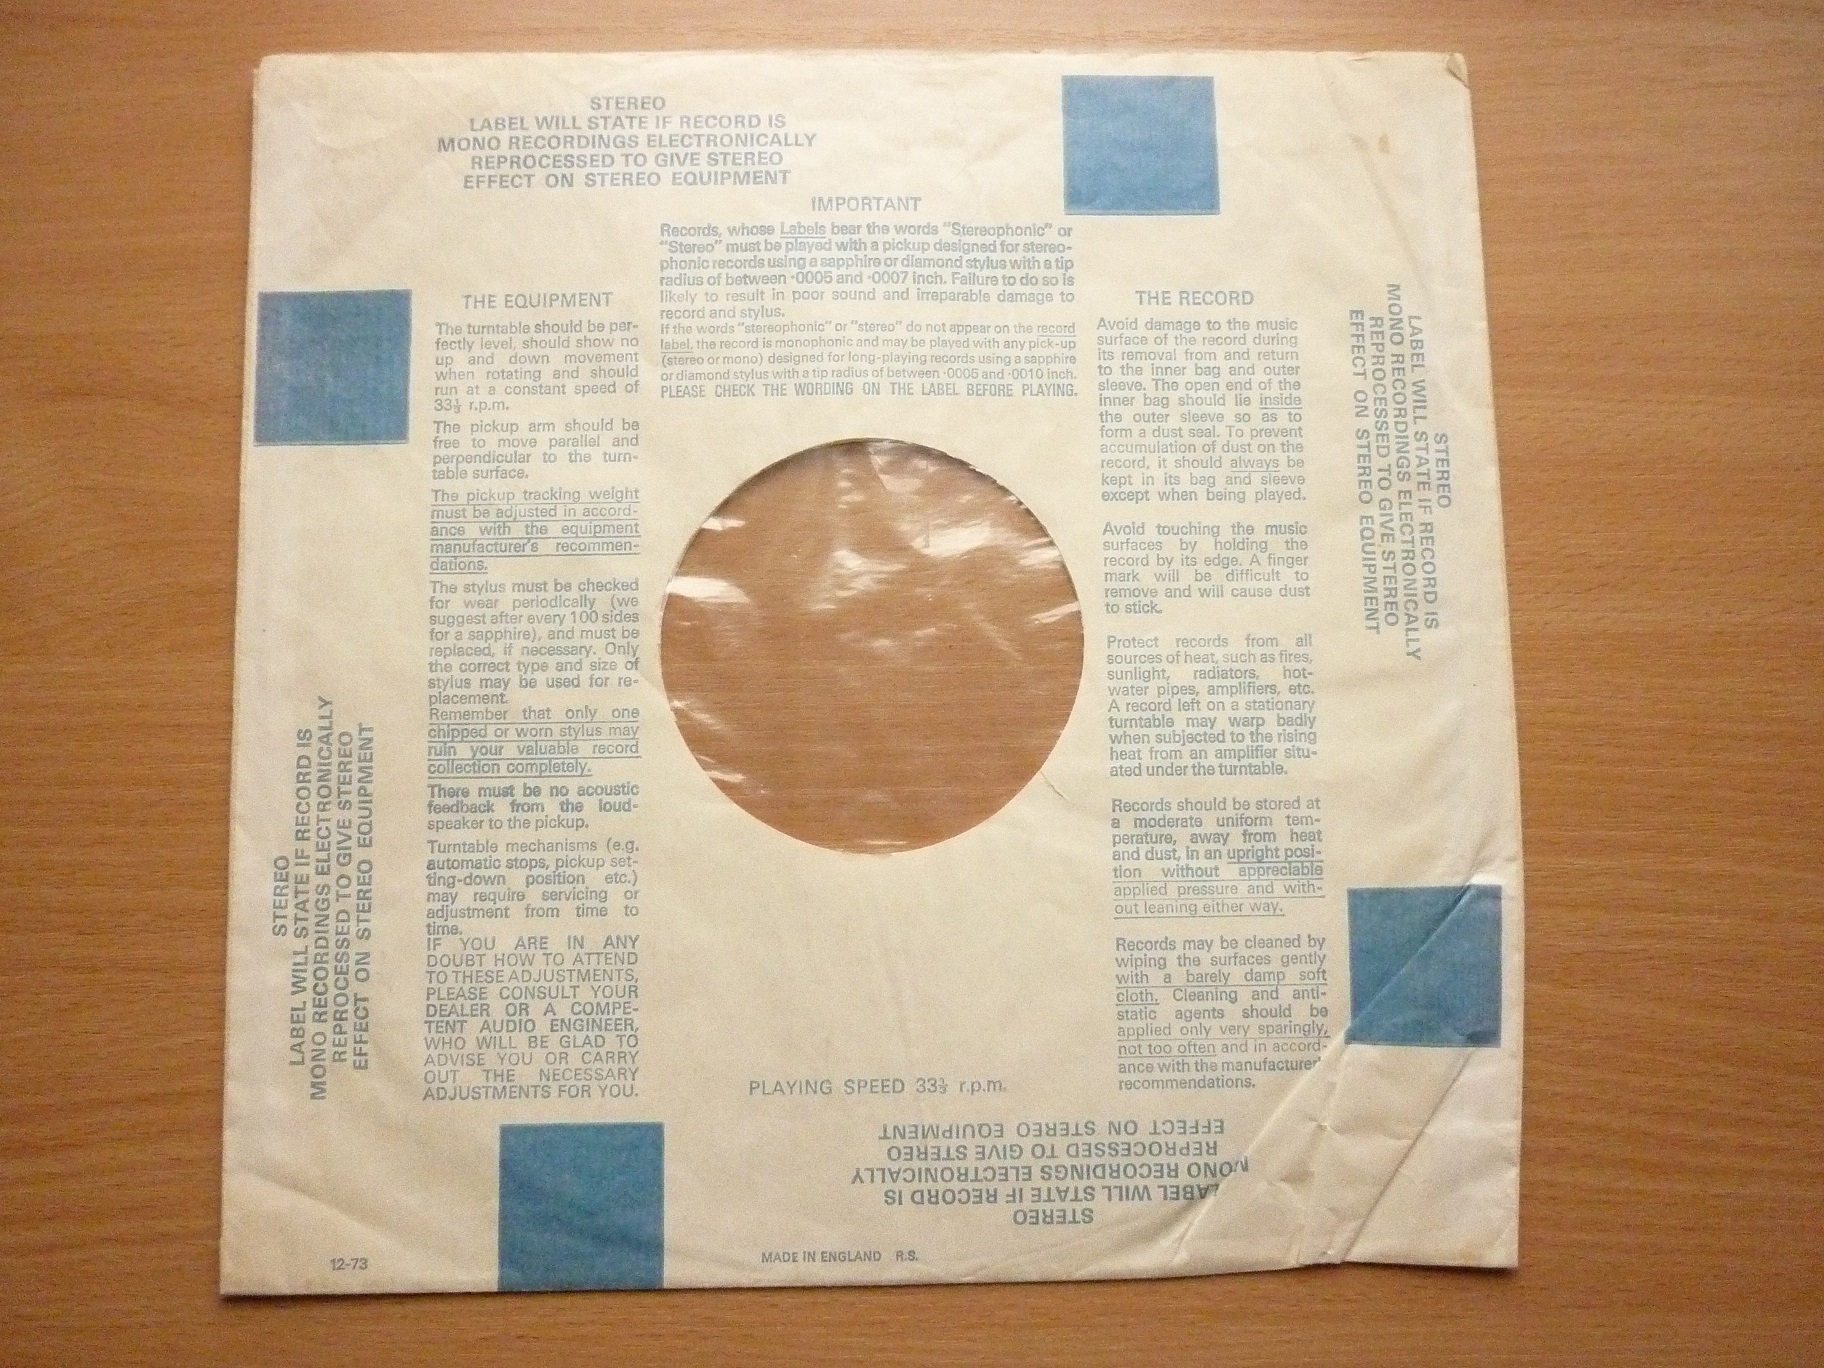 STEREO
LABEL WILL STATE IF RECORD IS
MONO RECORDINGS ELECTRONICALLY
REPROCESSED TO GIVE STEREO
EFFECT ON STEREO EQUIPMENT
IMPORTANT
Records, whose Labels bear the words "Stereophonic" or
"Stereo" must be played with a pickup designed for stereo-
phonic records using a sapphire or diamond stylus with a tip
radius of between ·0005 and ·0007 inch. Failure to do so is
likely to result in poor sound and irreparable damage to
record and stylus.
If the words "stereophonic" or "stereo" do not appear on the record
label, the record is monophonic and may be played with any pick-up
(stereo or mono) designed for long-playing records using a sapphire
or diamond stylus with a tip radius of between ·0005 and ·0010 inch.
PLEASE CHECK THE WORDING ON THE LABEL BEFORE PLAYING.
THE EQUIPMENT
The turntable should be per-
fectly level, should show no
up and down movement
when rotating and should
run at a constant speed of
33⅓ r.p.m.
The pickup arm should be
free to move parallel and
perpendicular to the turn-
table surface.
The pickup tracking weight
must be adjusted in accord-
ance with the equipment
manufacturer's recommen-
dations.
The stylus must be checked
for wear periodically (we
suggest after every 100 sides
for a sapphire), and must be
replaced, if necessary. Only
the correct type and size of
stylus may be used for re-
placement.
Remember that only one
chipped or worn stylus may
ruin your valuable record
collection completely.
There must be no acoustic
feedback from the loud-
speaker to the pickup.
Turntable mechanisms (e.g.
automatic stops, pickup set-
ting-down position etc.)
may require servicing or
adjustment from time to
time.
IF YOU ARE IN ANY
DOUBT HOW TO ATTEND
TO THESE ADJUSTMENTS,
PLEASE CONSULT YOUR
DEALER OR A COMPE-
TENT AUDIO ENGINEER,
WHO WILL BE GLAD TO
ADVISE YOU OR CARRY
OUT THE NECESSARY
ADJUSTMENTS FOR YOU.
THE RECORD
Avoid damage to the music
surface of the record during
its removal from and return
to the inner bag and outer
sleeve. The open end of the
inner bag should lie inside
the outer sleeve so as to
form a dust seal. To prevent
accumulation of dust on the
record, it should always be
kept in its bag and sleeve
except when being played.
Avoid touching the music
surfaces by holding the
record by its edge. A finger
mark will be difficult to
remove and will cause dust
to stick.
Protect records from all
sources of heat, such as fires,
sunlight, radiators, hot-
water pipes, amplifiers, etc.
A record left on a stationary
turntable may warp badly
when subjected to the rising
heat from an amplifier situ-
ated under the turntable.
Records should be stored at
a moderate uniform tem-
perature, away from heat
and dust, in an upright posi-
tion without appreciable
applied pressure and with-
out leaning either way.
Records may be cleaned by
wiping the surfaces gently
with a barely damp soft
cloth. Cleaning and anti-
static agents should be
applied only very sparingly,
not too often and in accord-
ance with the manufacturer'
recommendations.
STEREO
LABEL WILL STATE IF RECORD IS
MONO RECORDINGS ELECTRONICALLY
REPROCESSED TO GIVE STEREO
EFFECT ON STEREO EQUIPMENT
STEREO
LABEL WILL STATE IF RECORD IS
MONO RECORDINGS ELECTRONICALLY
REPROCESSED TO GIVE STEREO
EFFECT ON STEREO EQUIPMENT
PLAYING SPEED 33⅓ r.p.m.
STEREO
LABEL WILL STATE IF RECORD IS
MONO RECORDINGS ELECTRONICALLY
REPROCESSED TO GIVE STEREO
EFFECT ON STEREO EQUIPMENT
MADE IN ENGLAND R.S.
12-73